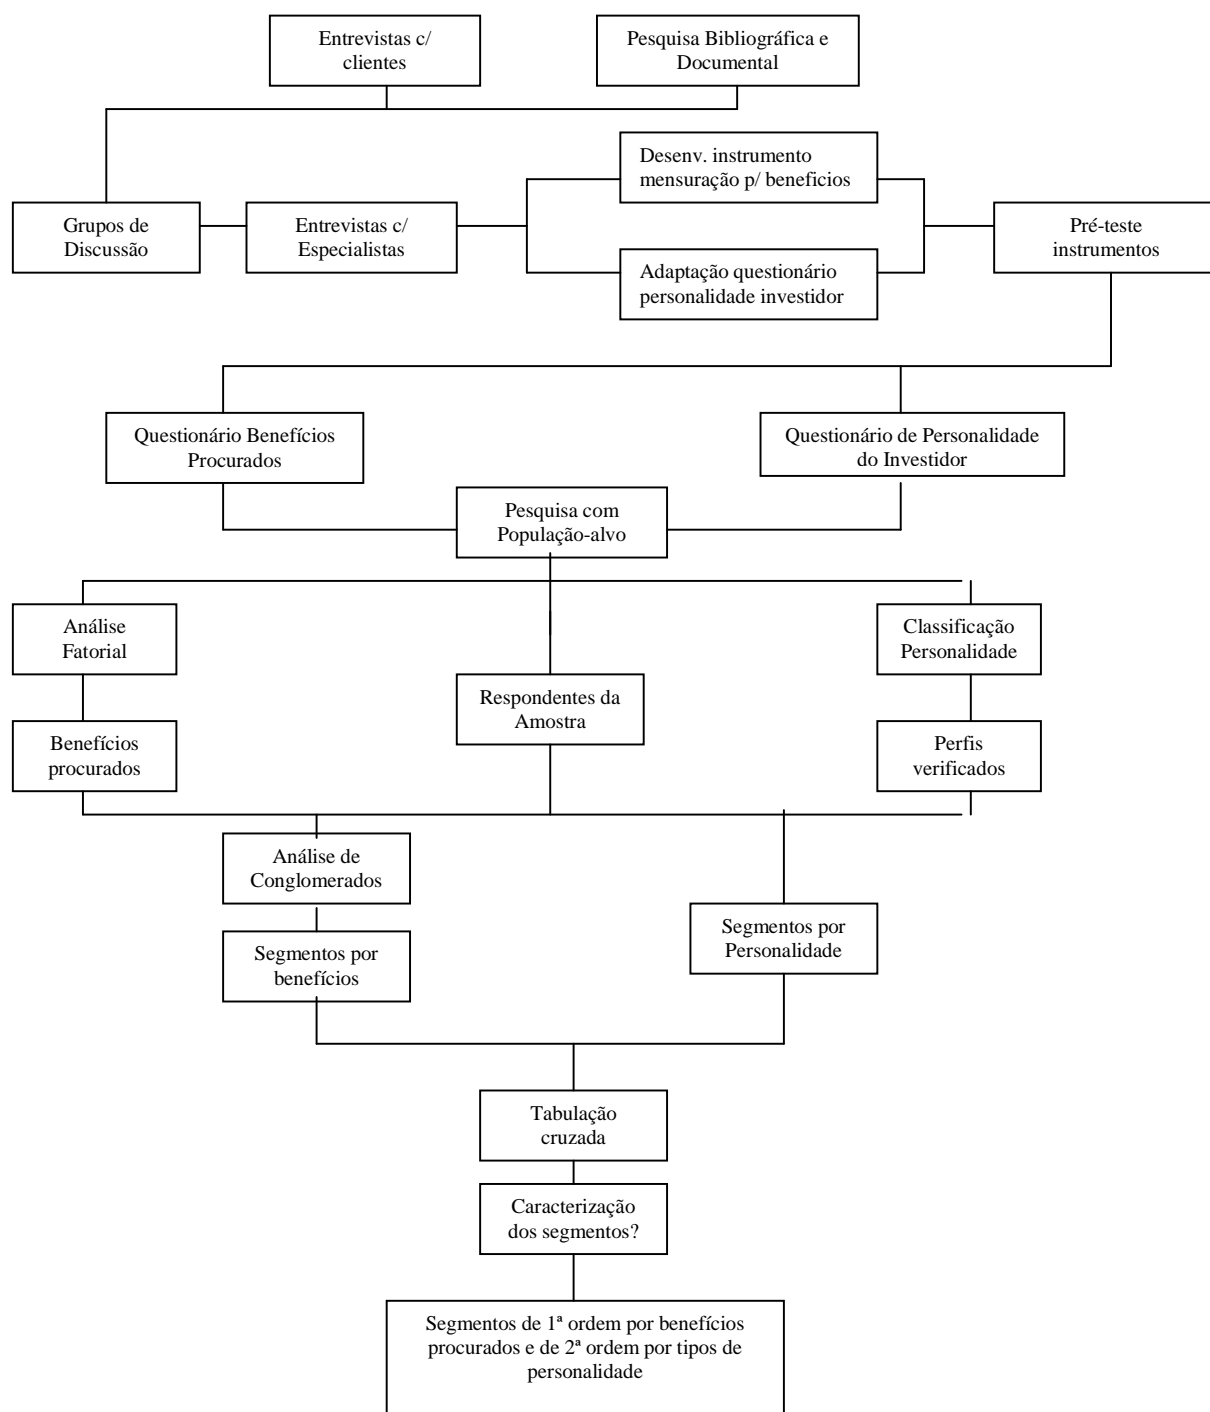 Entrevistas c/
clientes
Pesquisa Bibliográfica e
Documental
Desenv. instrumento
mensuração p/ beneficios
Grupos de
Discussão
Entrevistas c/
Especialistas
Pré-teste
instrumentos
Adaptação questionário
personalidade investidor
Questionário Benefícios
Procurados
Questionário de Personalidade
do Investidor
Pesquisa com
População-alvo
Análise
Fatorial
Classificação
Personalidade
Respondentes da
Amostra
Benefícios
procurados
Perfis
verificados
Análise de
Conglomerados
Segmentos por
Personalidade
Segmentos por
benefícios
Tabulação
cruzada
Caracterização
dos segmentos?
Segmentos de 1ª ordem por benefícios
procurados e de 2ª ordem por tipos de
personalidade